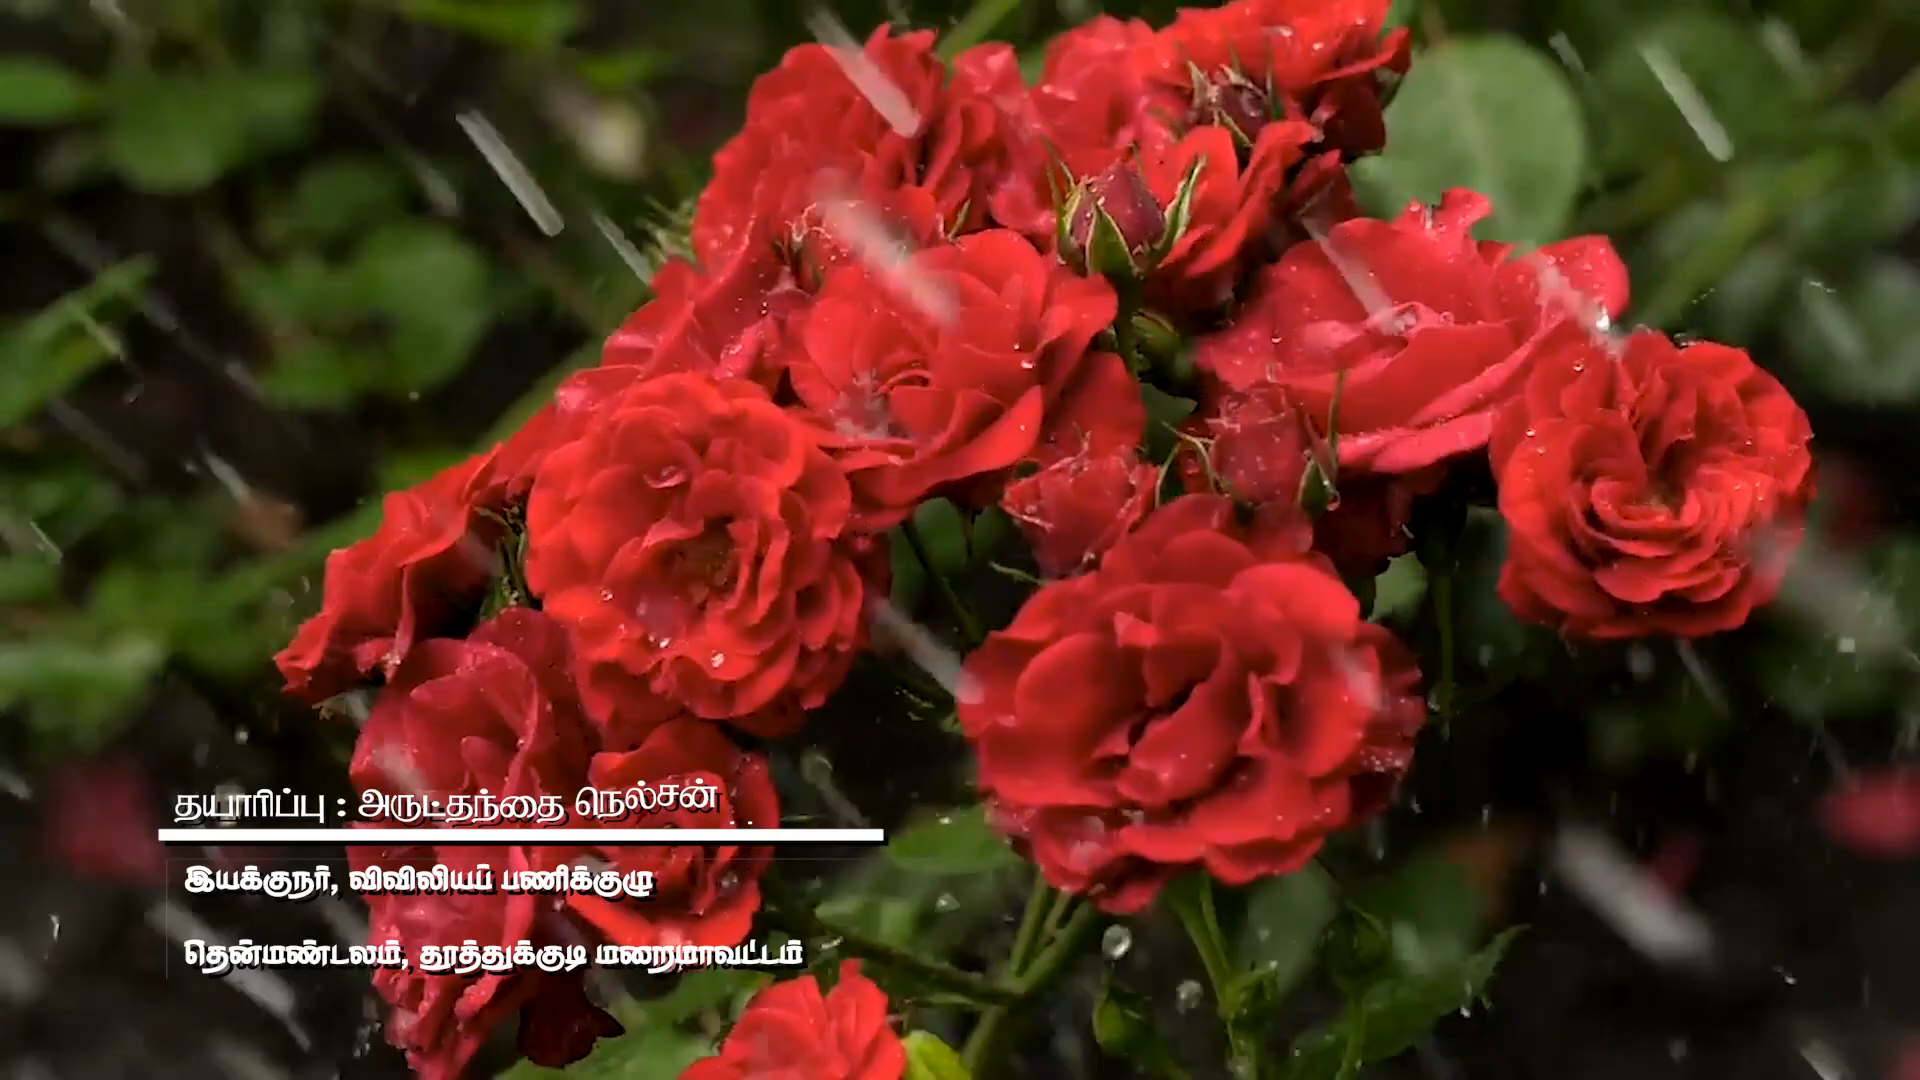 தயாரிப்பு : அருட்தந்தை நெல்சன்
இயக்குநர், விவிலியப் பணிக்குழு
தென்மண்டலம், தூத்துக்குடி மறைமாவட்டம்